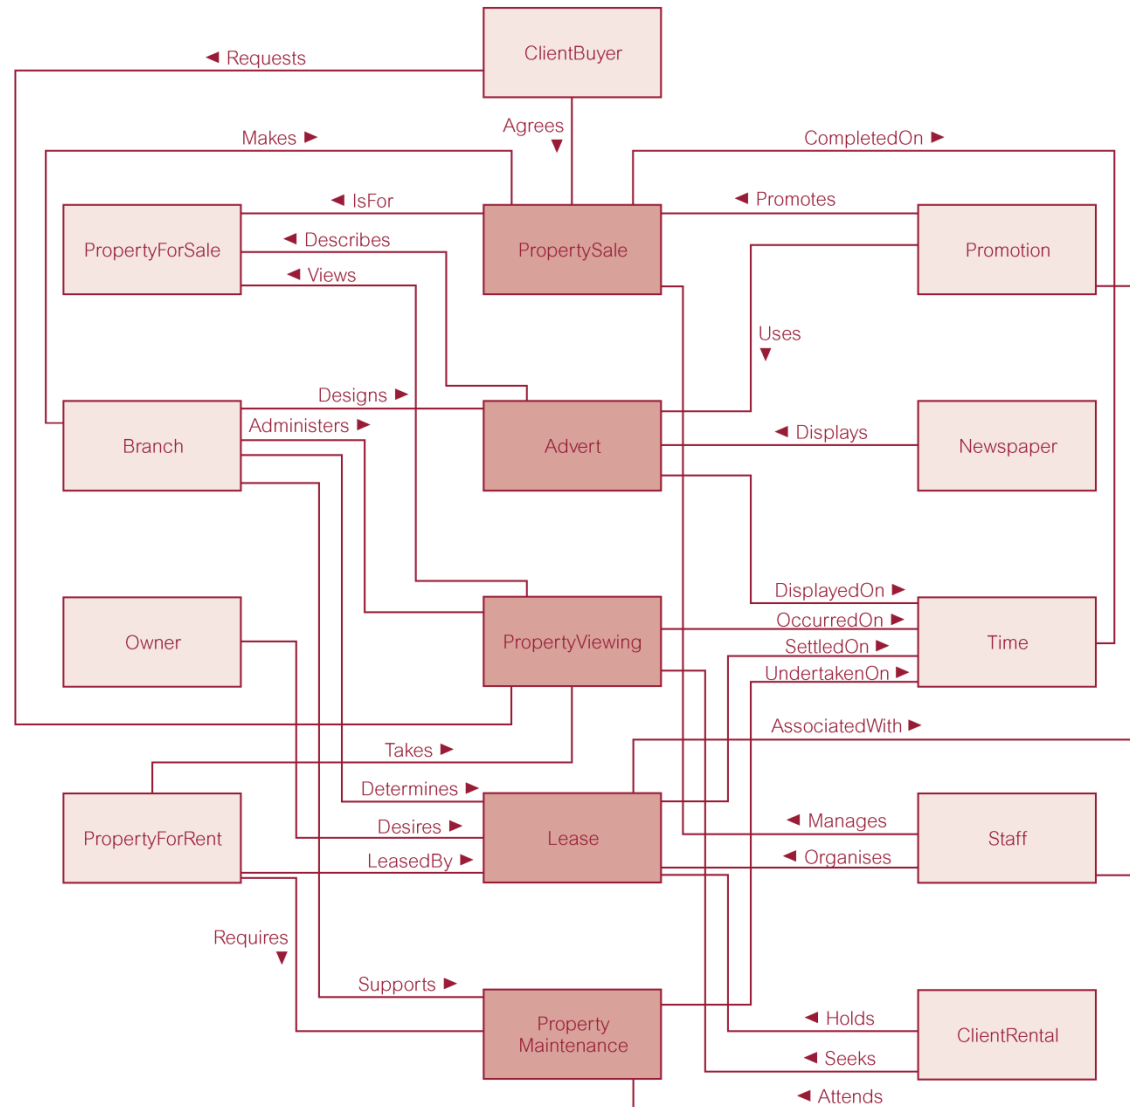 ClientBuyer
◄ Requests
Agrees
▼
Makes ►
CompletedOn ►
◄ IsFor
◄ Promotes
PropertyForSale
◄ Describes
PropertySale
Promotion
◄ Views
Uses
▼
Designs ►
Administers ►
Branch
Advert
◄ Displays
Newspaper
DisplayedOn ►
OccurredOn ►
Owner
PropertyViewing
SettledOn ►
Time
UndertakenOn ►
AssociatedWith ►
Takes ►
Determines ►
Desires ►
◄ Manages
PropertyForRent
Lease
Staff
LeasedBy ►
◄ Organises
Requires
▼
Supports ►
Property
Maintenance
◄ Holds
ClientRental
◄ Seeks
◄ Attends